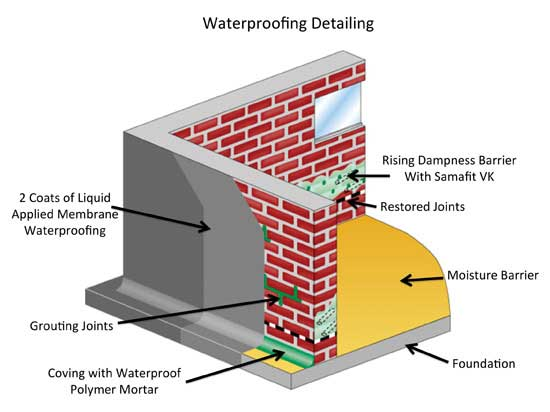 Waterproofing Detailing
Rising Dampness Barrier
With Samafit VK
2 Coats of Liquid
Applied Membrane
Waterproofing
Restored Joints
Moisture Barrier
Grouting Joints
Foundation
Coving with Waterproof
Polymer Mortar